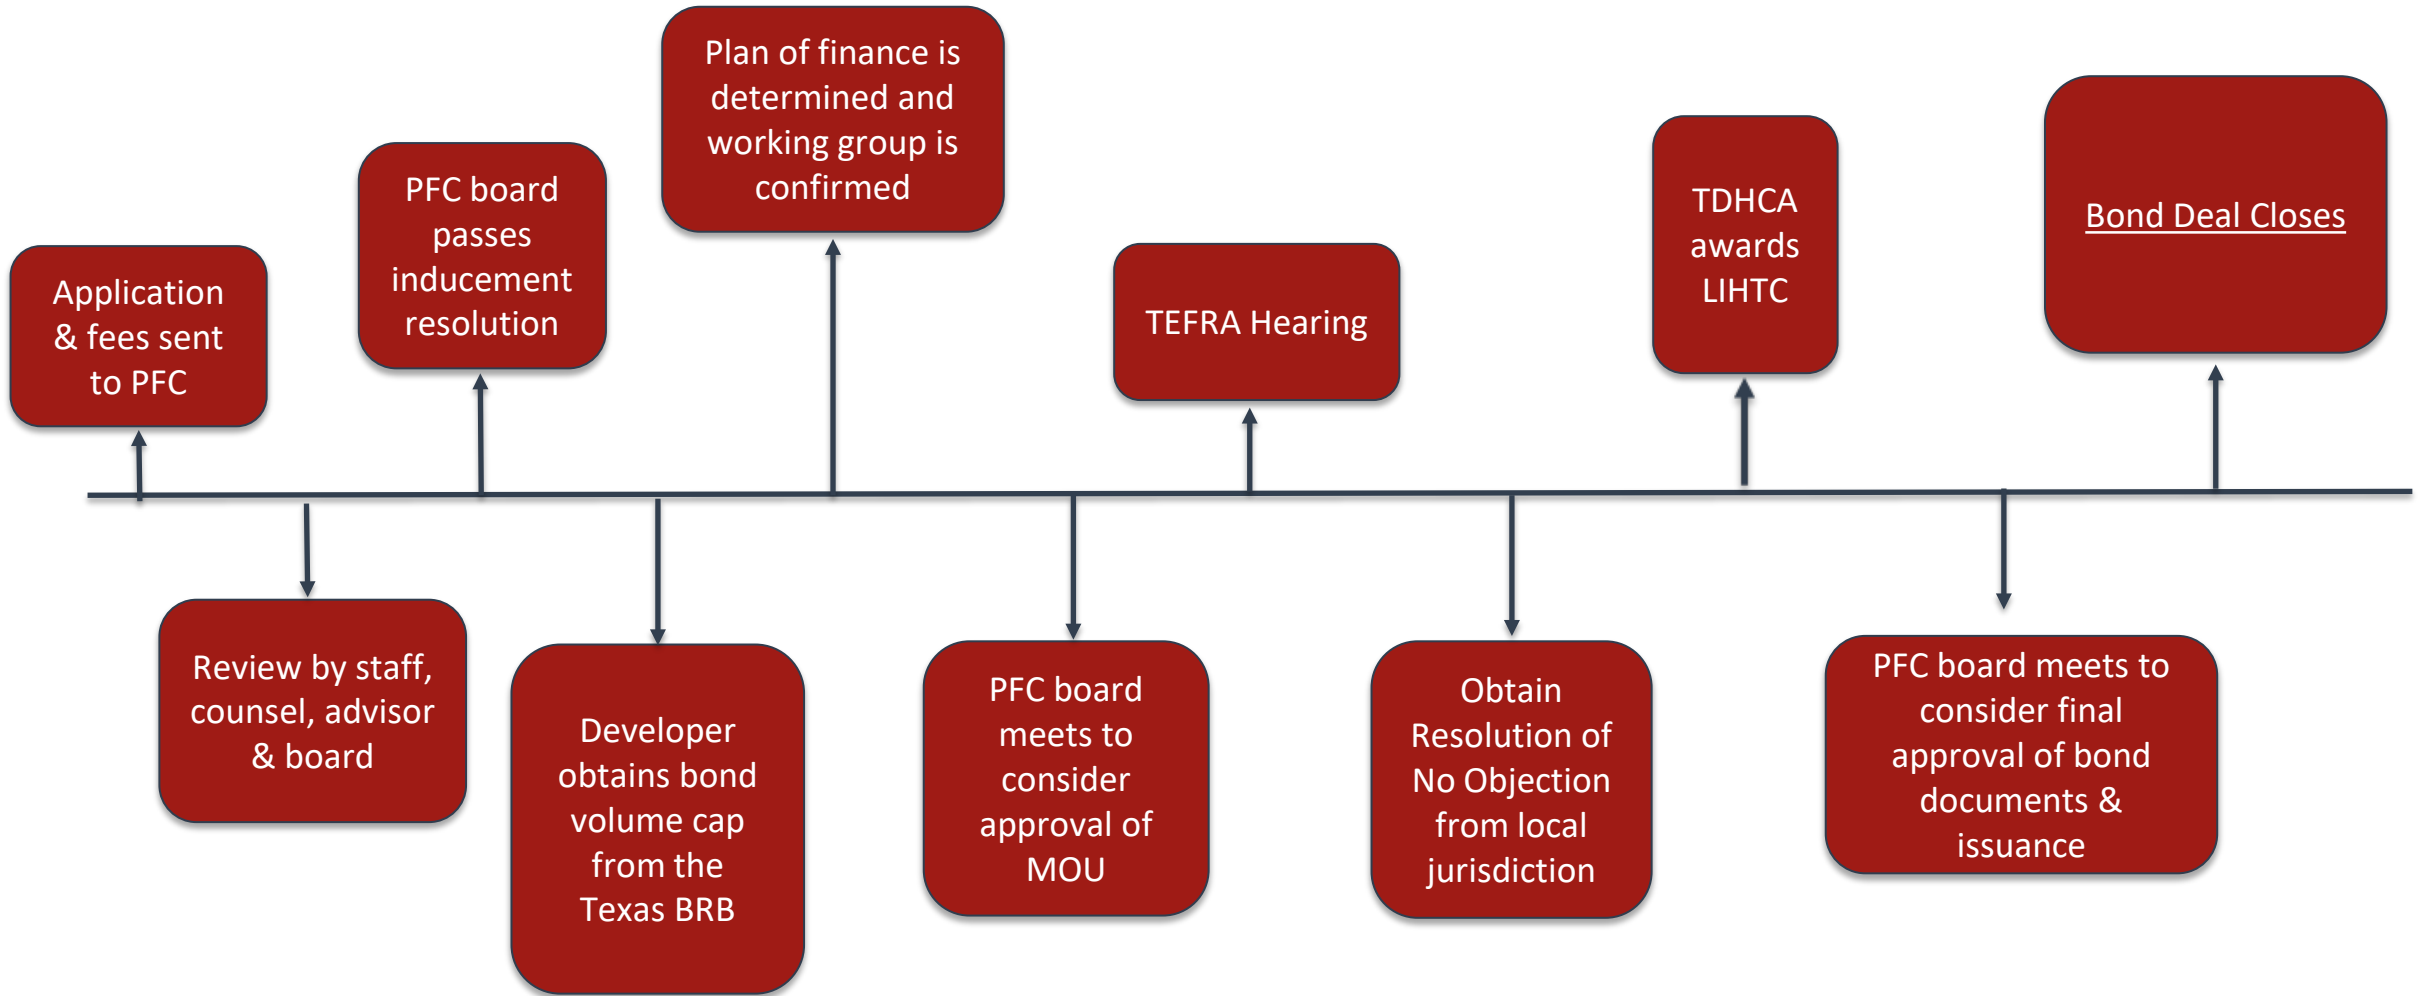 Application
& fees sent
to PFC
Review by staff,
counsel, advisor
& board
PFC board
passes
inducement
resolution
Developer
obtains bond
volume cap
from the
Texas BRB
Plan of finance is
determined and
working group is
confirmed
PFC board
meets to
consider
approval of
MOU
TEFRA Hearing
Obtain
Resolution of
No Objection
from local
jurisdiction
TDHCA
awards
LIHTC
PFC board meets to
consider final
approval of bond
documents &
issuance
Bond Deal Closes